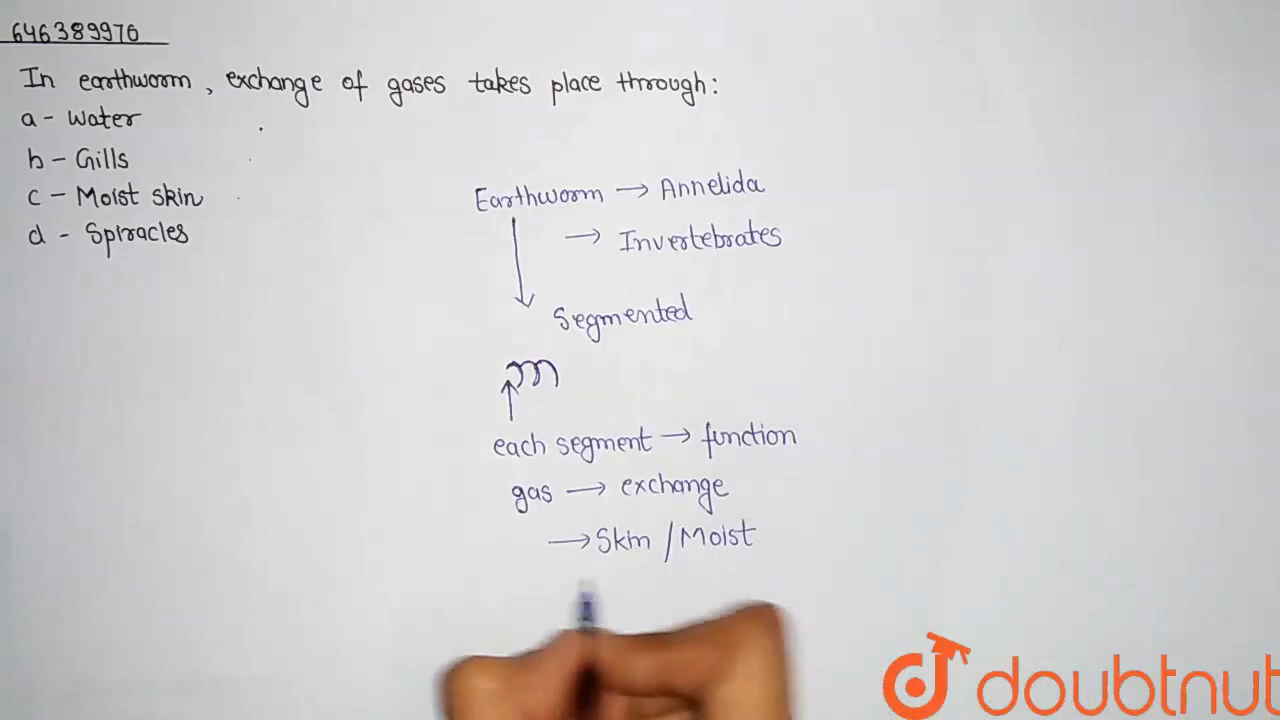 646389976
In earthworm, exchange of gases takes place through:
a - Water
b - Gills
c - Moist skin
d - Spiracles
Earthworm → Annelida
→ Invertebrates
Segmented
each segment → function
gas → exchange
→ Skin / Moist
doubtnut